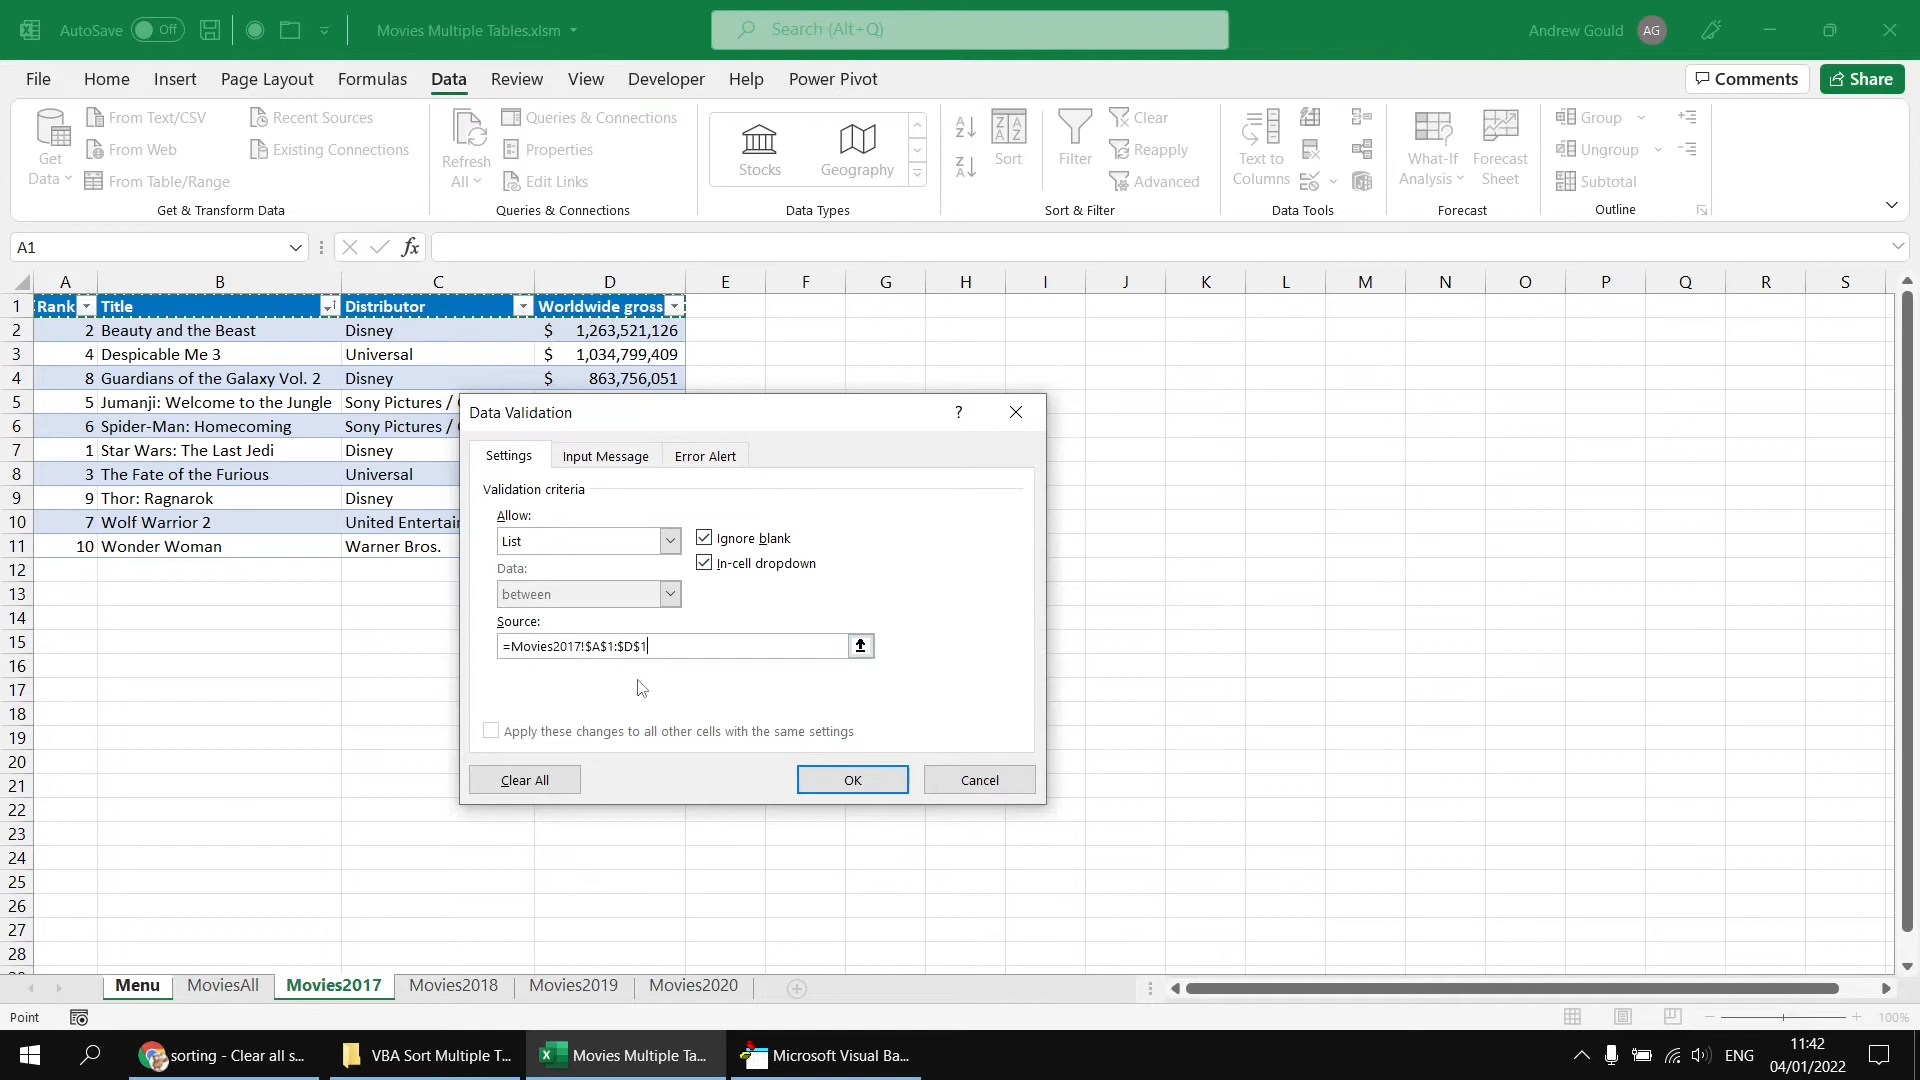 AutoSave Off Movies Multiple Tables.xlsm Search (Alt+Q) Andrew Gould AG
File Home Insert Page Layout Formulas Data Review View Developer Help Power Pivot Comments Share
Get Data
From Text/CSV
From Web
From Table/Range
Recent Sources
Existing Connections
Get & Transform Data
Refresh All
Queries & Connections
Properties
Edit Links
Queries & Connections
Stocks
Geography
Data Types
Sort
Filter
Clear
Reapply
Advanced
Sort & Filter
Text to Columns
Data Tools
What-If Analysis
Forecast Sheet
Forecast
Group
Ungroup
Subtotal
Outline
A1 fx
A B C D E F G H I J K L M N O P Q R S
1 Rank Title Distributor Worldwide gross
2 2 Beauty and the Beast Disney $ 1,263,521,126
3 4 Despicable Me 3 Universal $ 1,034,799,409
4 8 Guardians of the Galaxy Vol. 2 Disney $ 863,756,051
5 5 Jumanji: Welcome to the Jungle Sony Pictures /
6 6 Spider-Man: Homecoming Sony Pictures /
7 1 Star Wars: The Last Jedi Disney
8 3 The Fate of the Furious Universal
9 9 Thor: Ragnarok Disney
10 7 Wolf Warrior 2 United Entertain
11 10 Wonder Woman Warner Bros.
12
13
14
15
16
17
18
19
20
21
22
23
24
25
26
27
28
Data Validation ?
Settings Input Message Error Alert
Validation criteria
Allow:
List
Ignore blank
Data:
In-cell dropdown
between
Source:
=Movies2017!$A$1:$D$1
Apply these changes to all other cells with the same settings
Clear All OK Cancel
Menu MoviesAll Movies2017 Movies2018 Movies2019 Movies2020
Point 100%
sorting - Clear all s... VBA Sort Multiple T... Movies Multiple Ta... Microsoft Visual Ba... ENG 11:42
04/01/2022